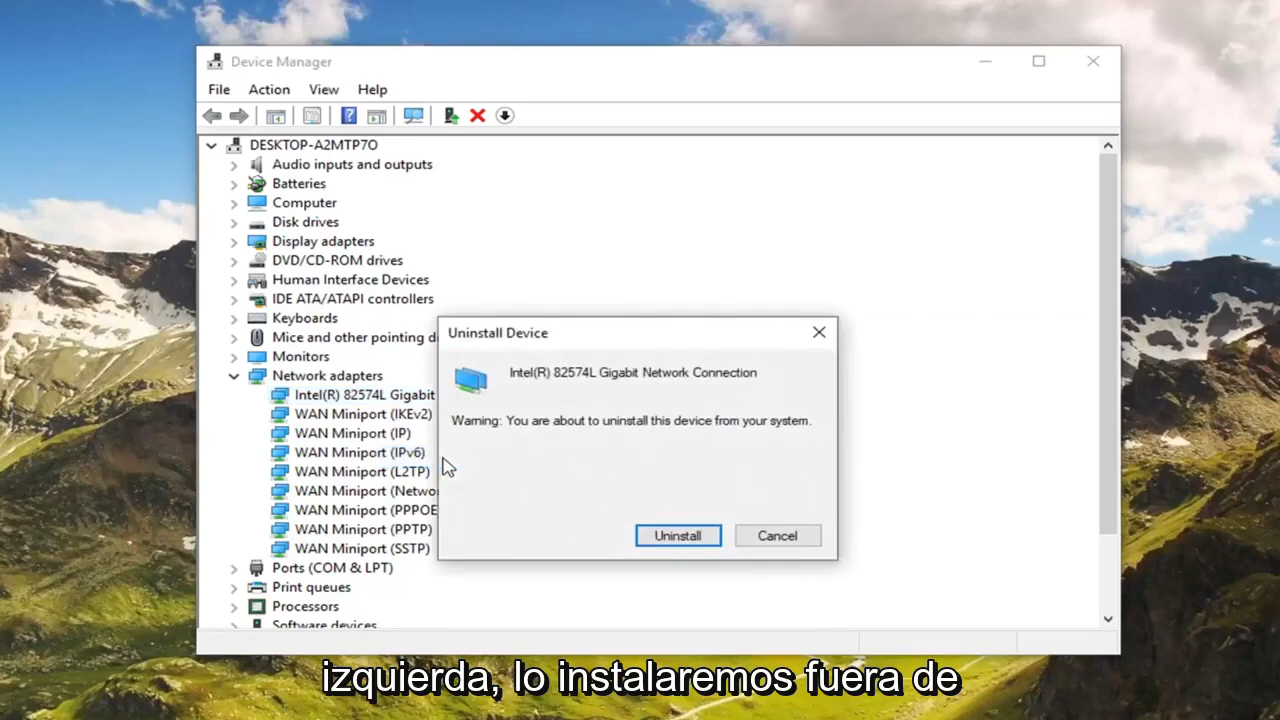 Device Manager
File Action View Help
DESKTOP-A2MTP7O
Audio inputs and outputs
Batteries
Computer
Disk drives
Display adapters
DVD/CD-ROM drives
Human Interface Devices
IDE ATA/ATAPI controllers
Keyboards
Mice and other pointing d
Monitors
Network adapters
Intel(R) 82574L Gigabit
WAN Miniport (IKEv2)
WAN Miniport (IP)
WAN Miniport (IPv6)
WAN Miniport (L2TP)
WAN Miniport (Netwo
WAN Miniport (PPPOE
WAN Miniport (PPTP)
WAN Miniport (SSTP)
Ports (COM & LPT)
Print queues
Processors
Software devices
Uninstall Device
Intel(R) 82574L Gigabit Network Connection
Warning: You are about to uninstall this device from your system.
Uninstall Cancel
izquierda, lo instalaremos fuera de